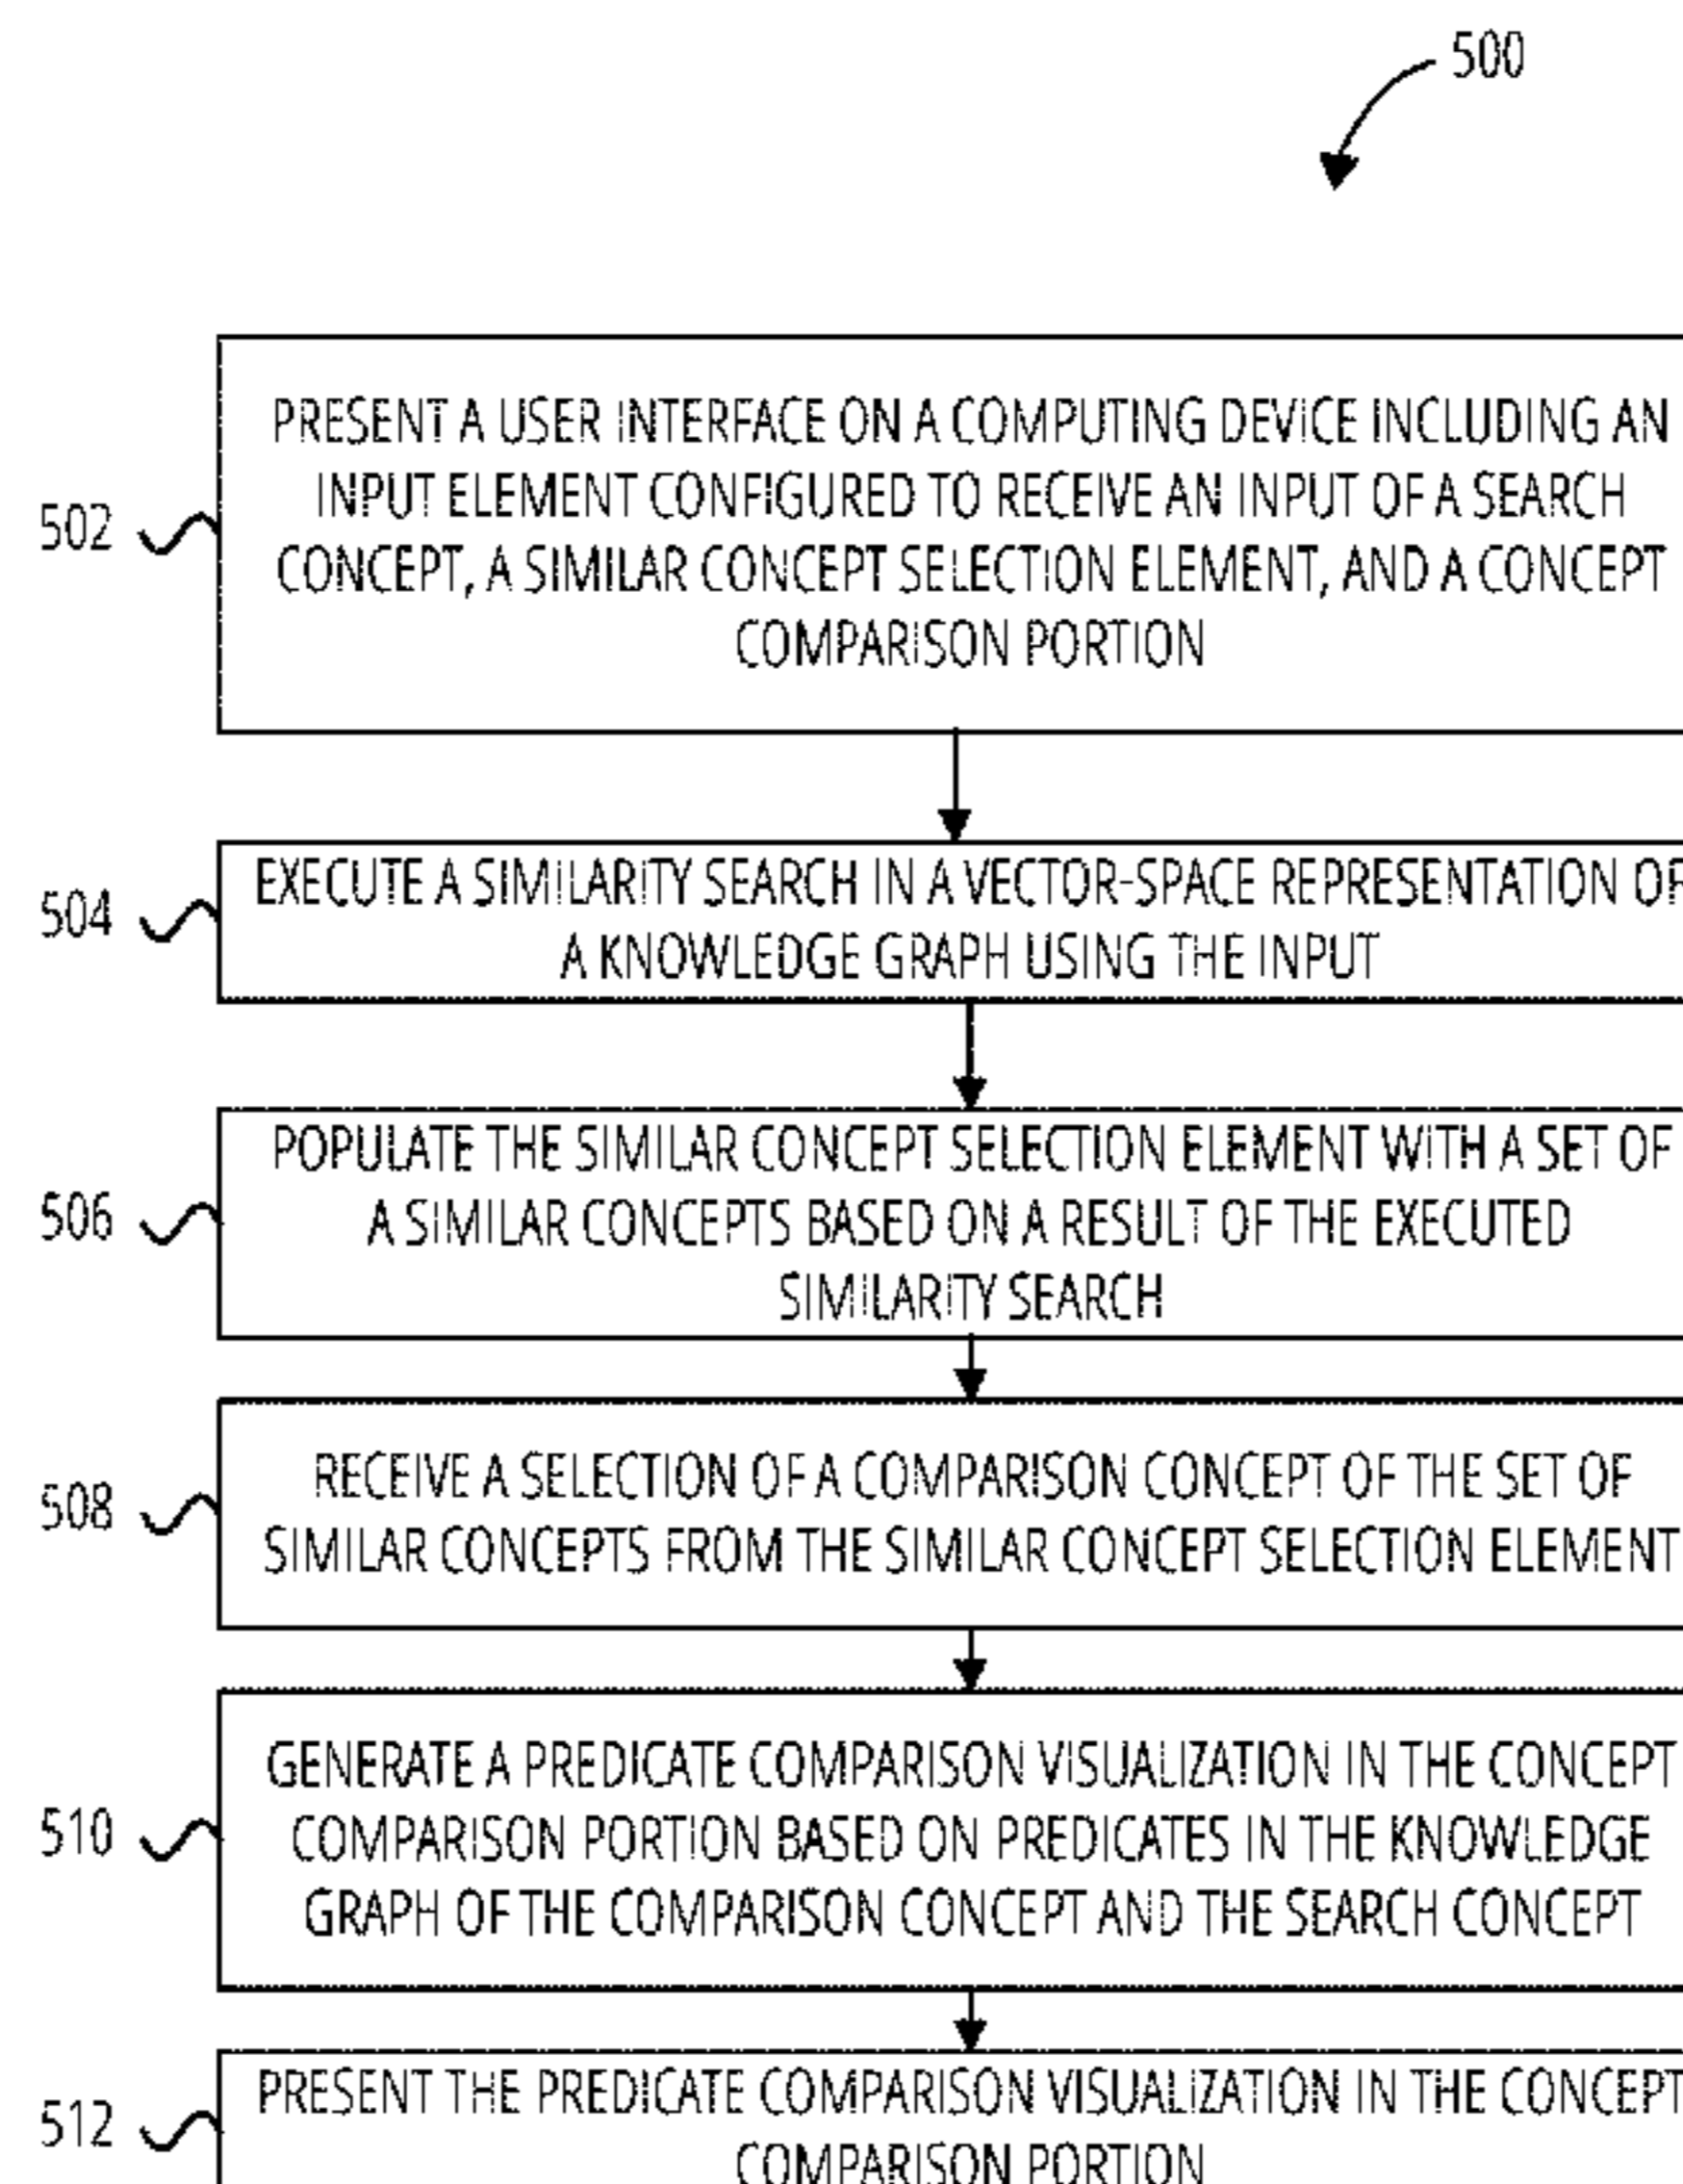 500
PRESENT A USER INTERFACE ON A COMPUTING DEVICE INCLUDING AN
INPUT ELEMENT CONFIGURED TO RECEIVE AN INPUT OF A SEARCH
502
CONCEPT, A SIMILAR CONCEPT SELECTION ELEMENT, AND A CONCEPT
COMPARISON PORTION
EXECUTE A SIMILARITY SEARCH IN A VECTOR-SPACE REPRESENTATION OF
504
A KNOWLEDGE GRAPH USING THE INPUT
POPULATE THE SIMILAR CONCEPT SELECTION ELEMENT WITH A SET OF
506
A SIMILAR CONCEPTS BASED ON A RESULT OF THE EXECUTED
SIMILARITY SEARCH
RECEIVE A SELECTION OF A COMPARISON CONCEPT OF THE SET OF
508
SIMILAR CONCEPTS FROM THE SIMILAR CONCEPT SELECTION ELEMENT
GENERATE A PREDICATE COMPARISON VISUALIZATION IN THE CONCEPT
510
COMPARISON PORTION BASED ON PREDICATES IN THE KNOWLEDGE
GRAPH OF THE COMPARISON CONCEPT AND THE SEARCH CONCEPT
PRESENT THE PREDICATE COMPARISON VISUALIZATION IN THE CONCEPT
512
COMPARISON PORTION